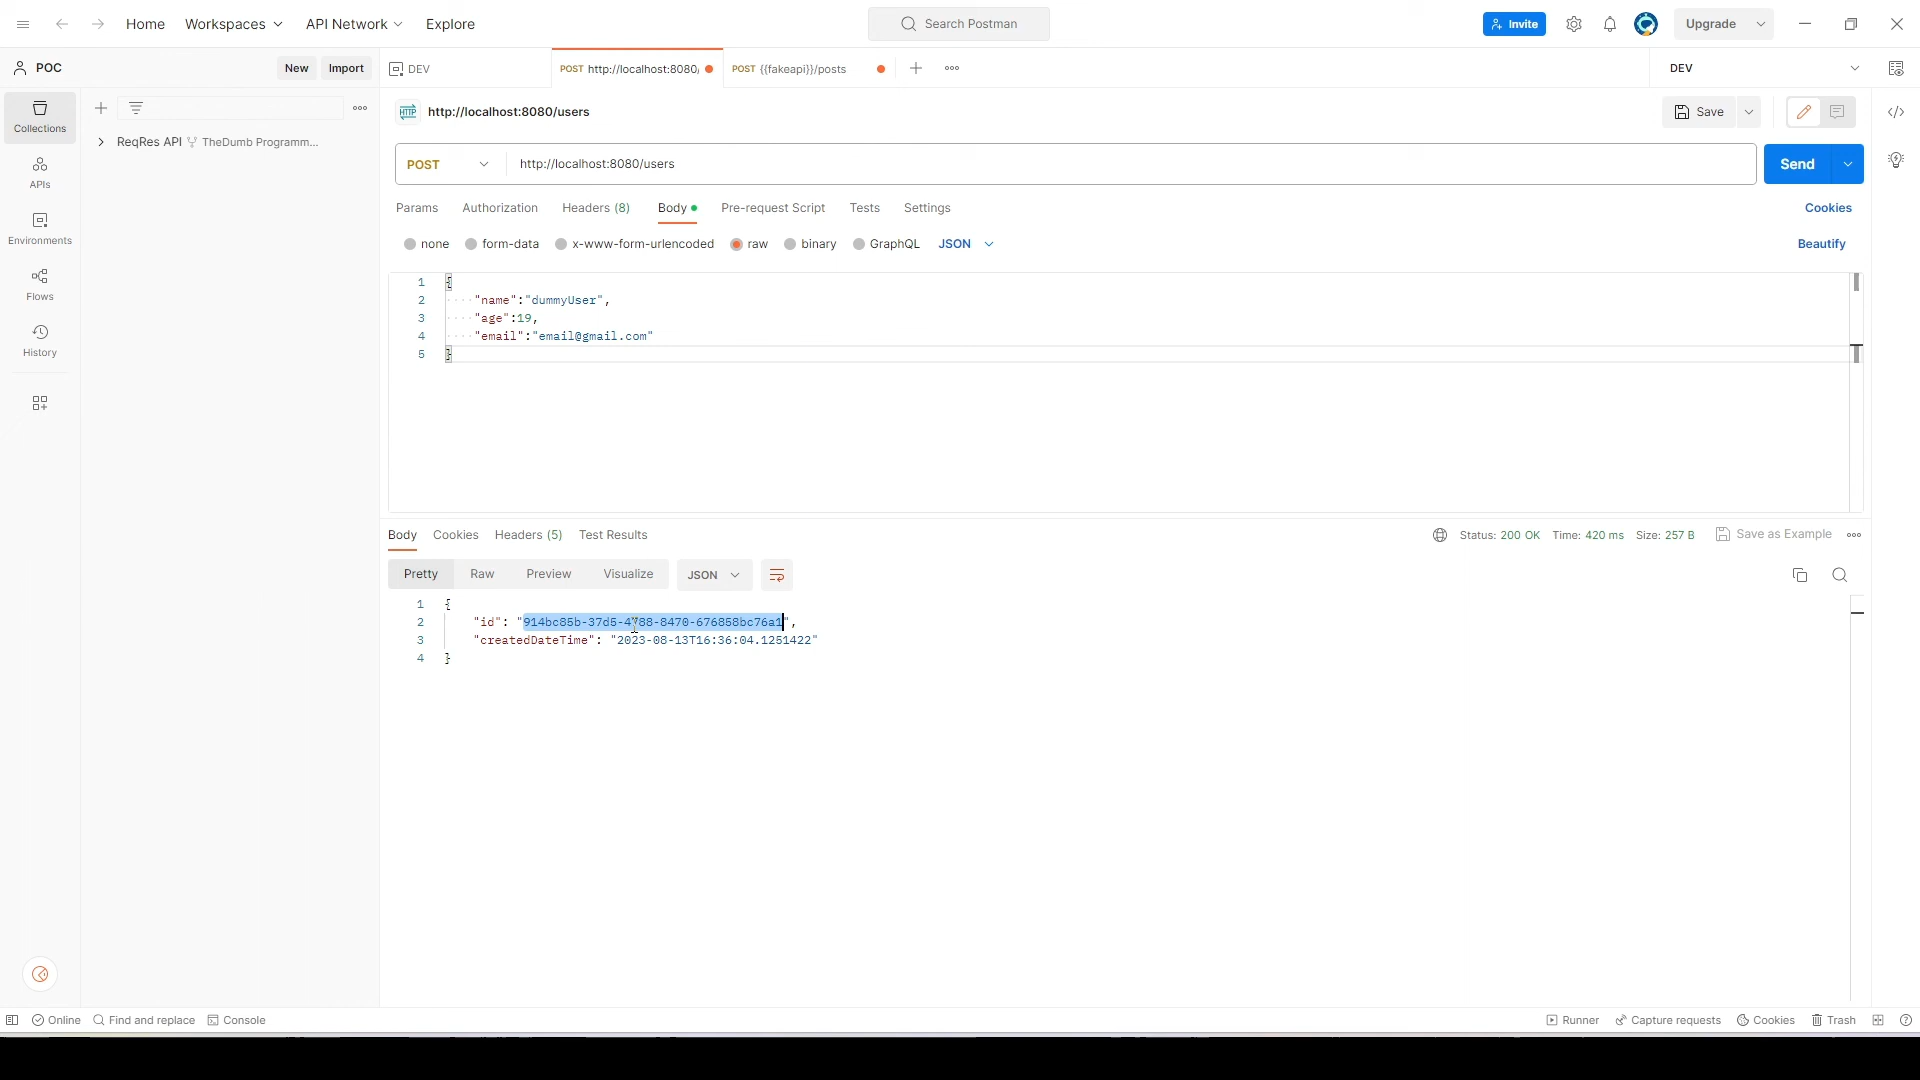 Home Workspaces API Network Explore Search Postman Invite Upgrade
POC New Import DEV POST http://localhost:8080/ POST {{fakeapi}}/posts DEV
Collections
ReqRes API TheDumb Programm...
APIs
Environments
Flows
History
HTTP http://localhost:8080/users Save
POST http://localhost:8080/users Send
Params Authorization Headers (8) Body Pre-request Script Tests Settings Cookies
none form-data x-www-form-urlencoded raw binary GraphQL JSON Beautify
1 {
2 "name":"dummyUser",
3 "age":19,
4 "email":"email@gmail.com"
5 }
Body Cookies Headers (5) Test Results Status: 200 OK Time: 420 ms Size: 257 B Save as Example
Pretty Raw Preview Visualize JSON
1 {
2 "id": "914bc85b-37d5-4788-8470-676858bc76a1",
3 "createdDateTime": "2023-08-13T16:36:04.1251422"
4 }
Online Find and replace Console Runner Capture requests Cookies Trash